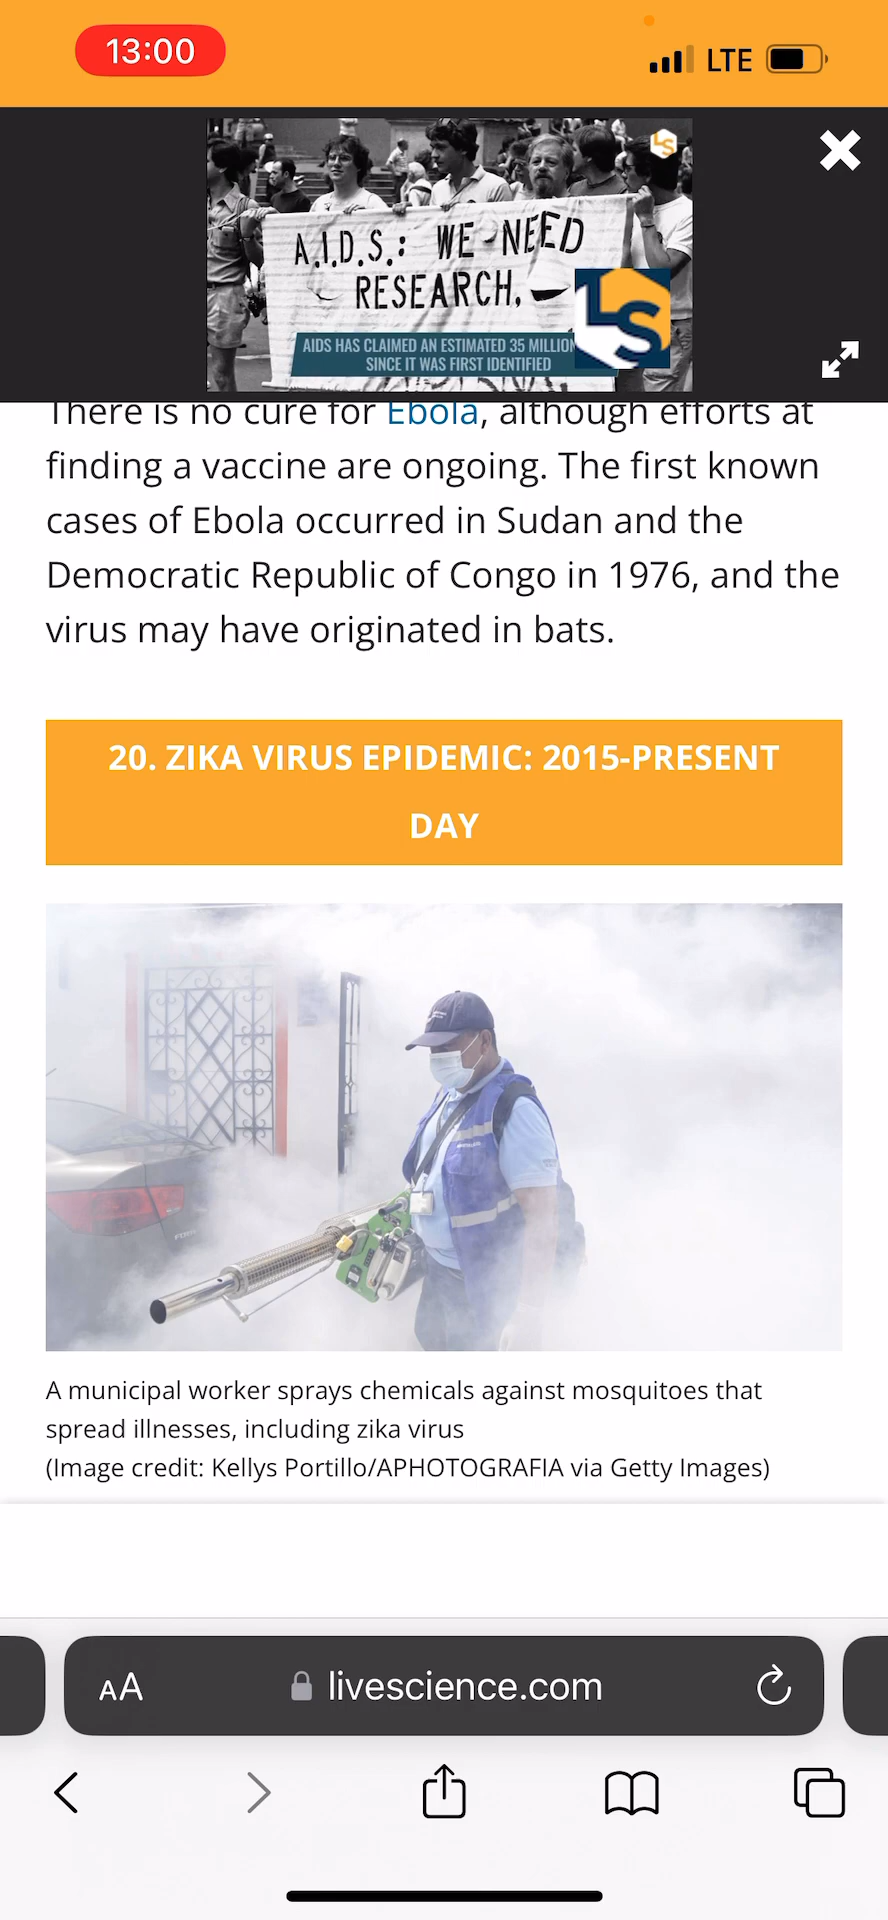 13:00
LTE
A.I.D.S.: WE NEED
RESEARCH.
LS
AIDS HAS CLAIMED AN ESTIMATED 35 MILLION
SINCE IT WAS FIRST IDENTIFIED
There is no cure for Ebola, although efforts at
finding a vaccine are ongoing. The first known
cases of Ebola occurred in Sudan and the
Democratic Republic of Congo in 1976, and the
virus may have originated in bats.
20. ZIKA VIRUS EPIDEMIC: 2015-PRESENT
DAY
A municipal worker sprays chemicals against mosquitoes that
spread illnesses, including zika virus
(Image credit: Kellys Portillo/APHOTOGRAFIA via Getty Images)
AA
livescience.com